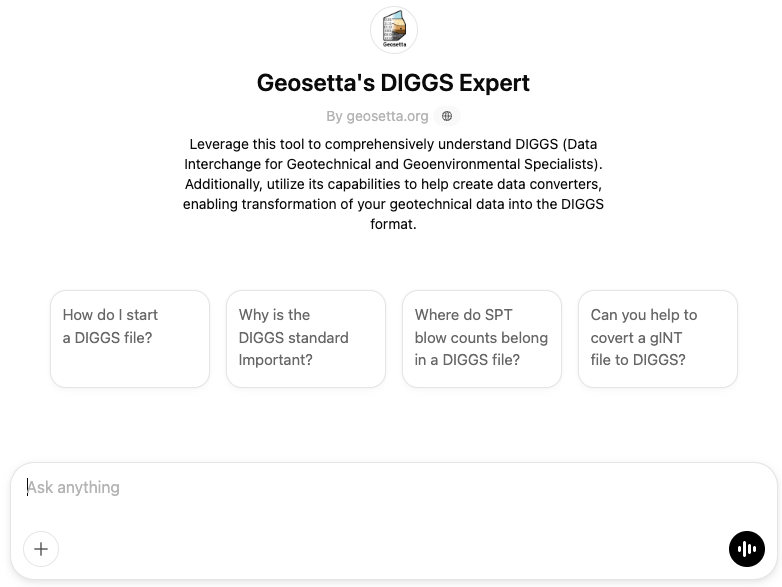 Geosetta
Geosetta's DIGGS Expert
By geosetta.org
Leverage this tool to comprehensively understand DIGGS (Data
Interchange for Geotechnical and Geoenvironmental Specialists).
Additionally, utilize its capabilities to help create data converters,
enabling transformation of your geotechnical data into the DIGGS
format.
How do I start
a DIGGS file?
Why is the
DIGGS standard
Important?
Where do SPT
blow counts belong
in a DIGGS file?
Can you help to
covert a gINT
file to DIGGS?
Ask anything